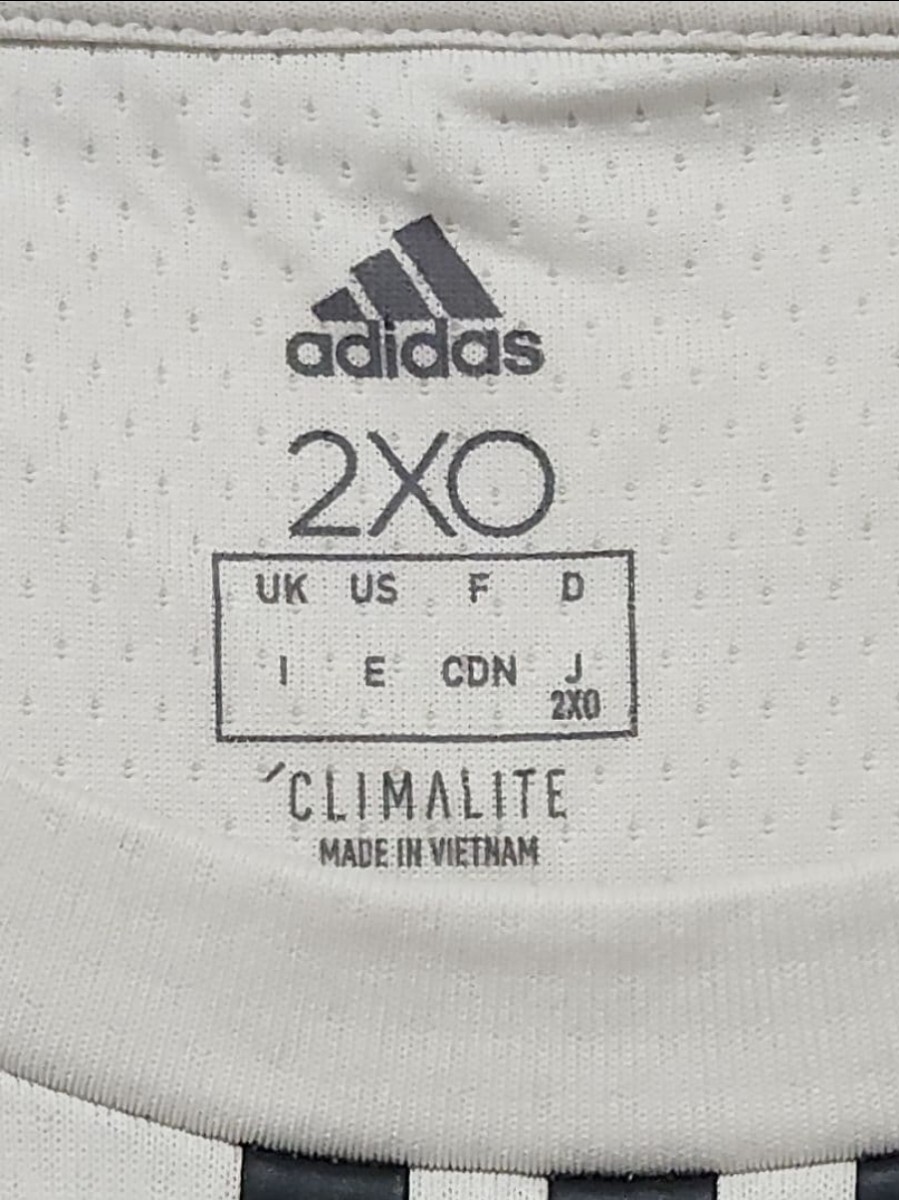 adidas
2XO
UK US F D
I E CDN J
2XO
CLIMALITE
MADE IN VIETNAM